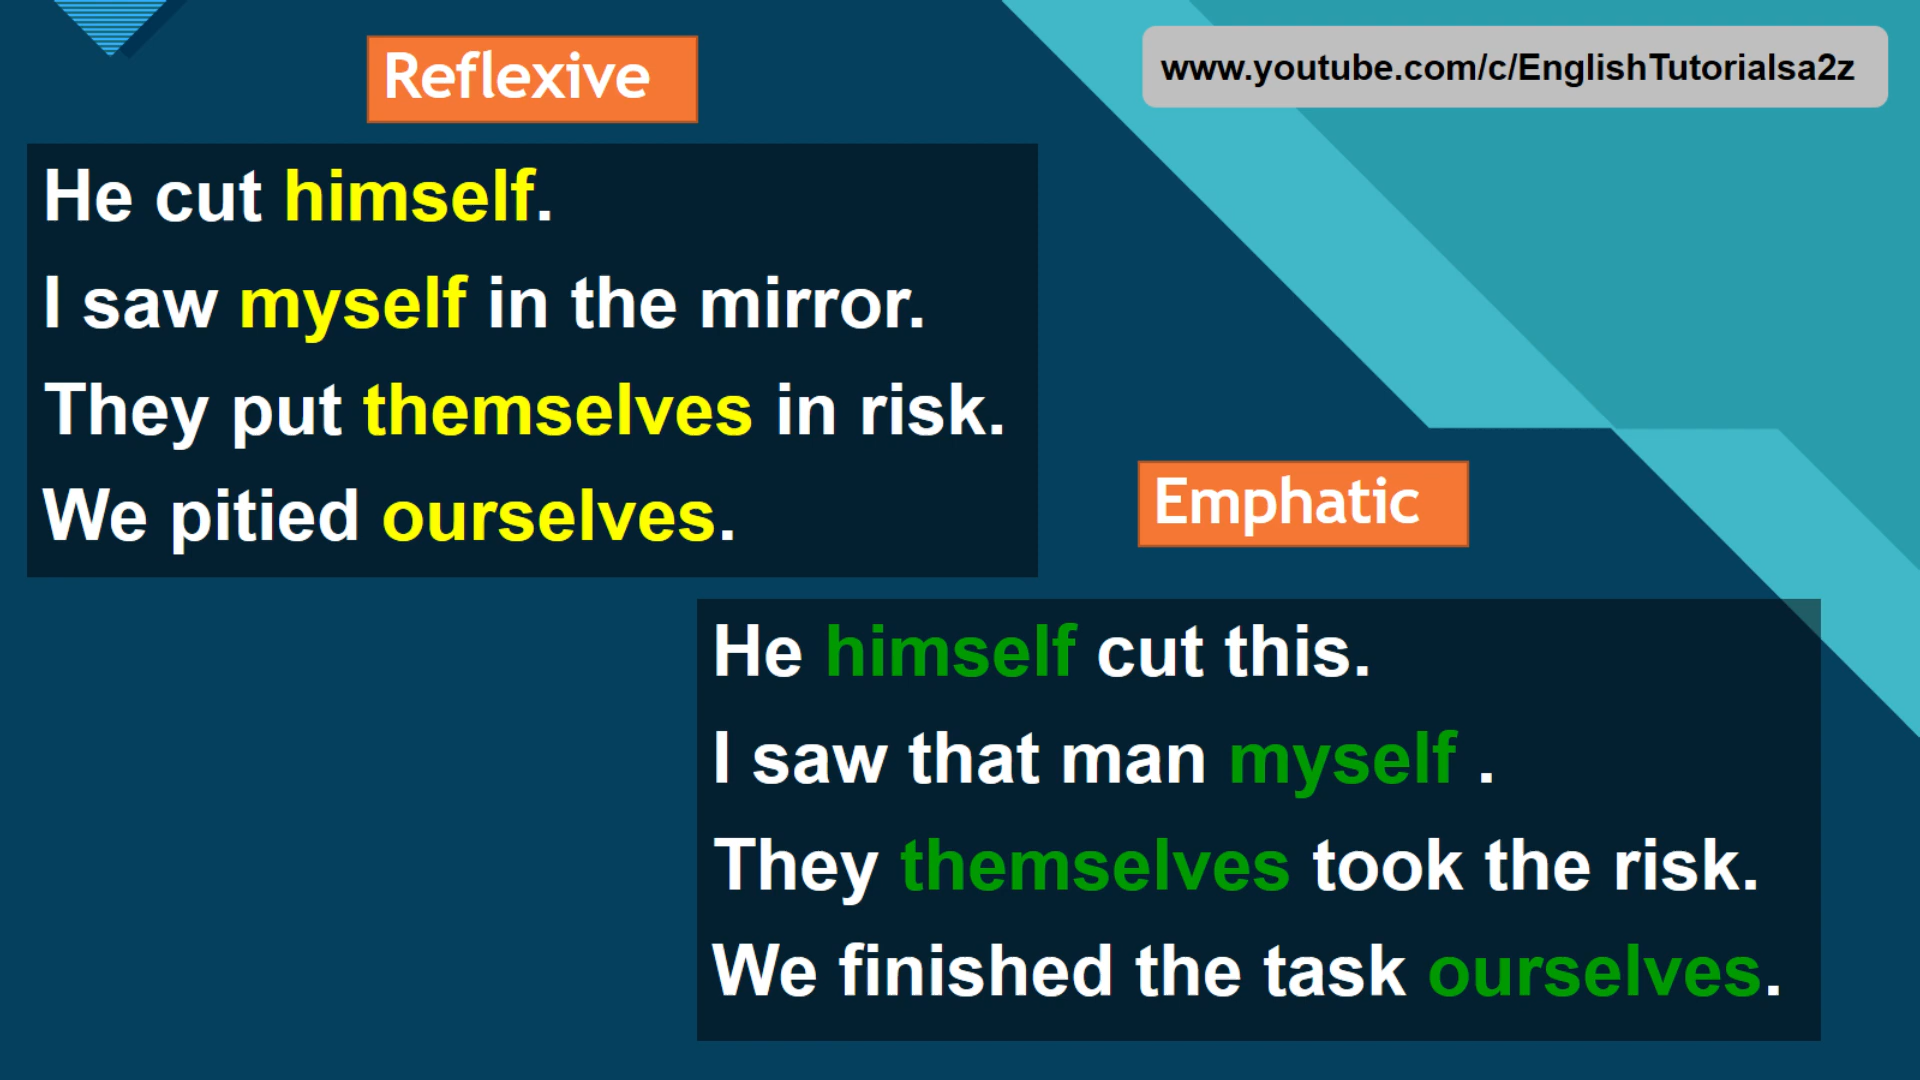 Reflexive
www.youtube.com/c/EnglishTutorialsa2z
He cut himself.
I saw myself in the mirror.
They put themselves in risk.
We pitied ourselves.
Emphatic
He himself cut this.
I saw that man myself .
They themselves took the risk.
We finished the task ourselves.